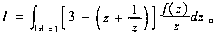 I = ∫_{|z|=1} [3 - (z + 1/z)] f(z)/z dz。